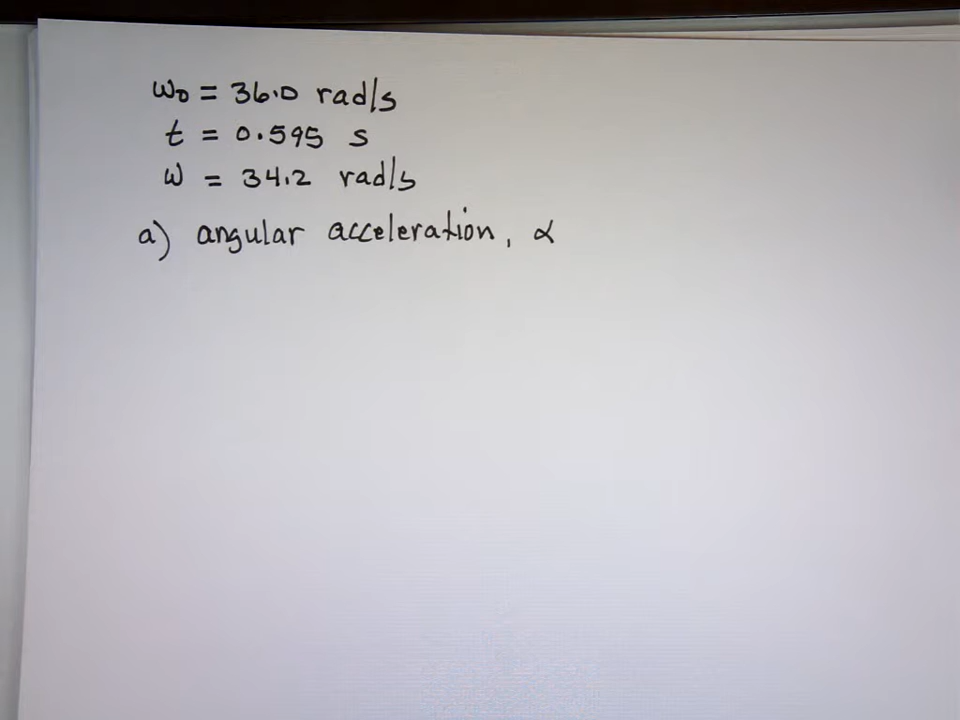 ω₀ = 36.0 rad/s
t = 0.595 s
ω = 34.2 rad/s
a) angular acceleration, α